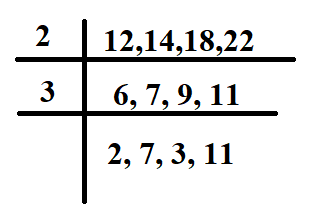 2 12,14,18,22
3 6, 7, 9, 11
2, 7, 3, 11